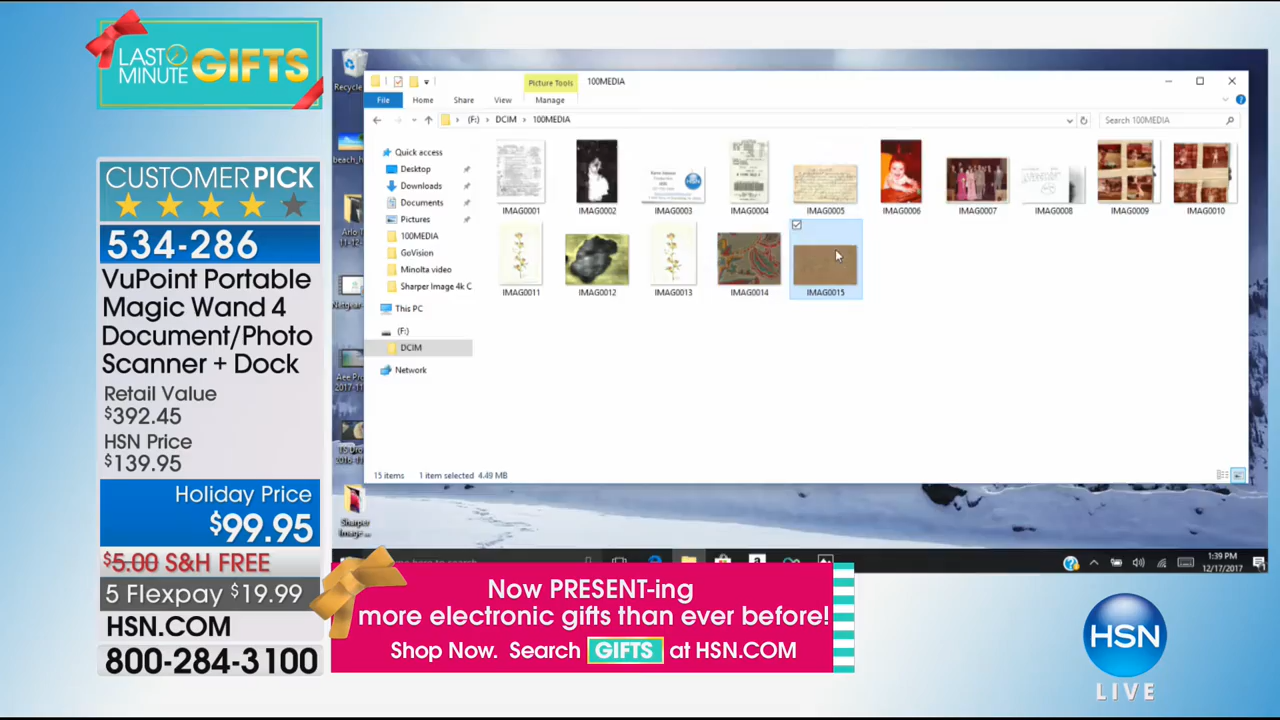 LAST
MINUTE
GIFTS
CUSTOMER PICK
534-286
VuPoint Portable
Magic Wand 4
Document/Photo
Scanner + Dock
Retail Value
$392.45
HSN Price
$139.95
Holiday Price
$99.95
$5.00 S&H FREE
5 Flexpay $19.99
HSN.COM
800-284-3100
Recycle
Picture Tools
100MEDIA
File
Home
Share
View
Manage
(F:) DCIM 100MEDIA
Search 100MEDIA
Quick access
Desktop
Downloads
Documents
Pictures
100MEDIA
GoVision
Minolta video
Sharper Image 4k C
This PC
(F:)
DCIM
Network
IMAG0001
IMAG0002
IMAG0003
IMAG0004
IMAG0005
IMAG0006
IMAG0007
IMAG0008
IMAG0009
IMAG0010
IMAG0011
IMAG0012
IMAG0013
IMAG0014
IMAG0015
15 items 1 item selected 4.49 MB
Sharper
Image ...
1:39 PM
12/17/2017
Now PRESENT-ing
more electronic gifts than ever before!
Shop Now. Search GIFTS at HSN.COM
HSN
LIVE